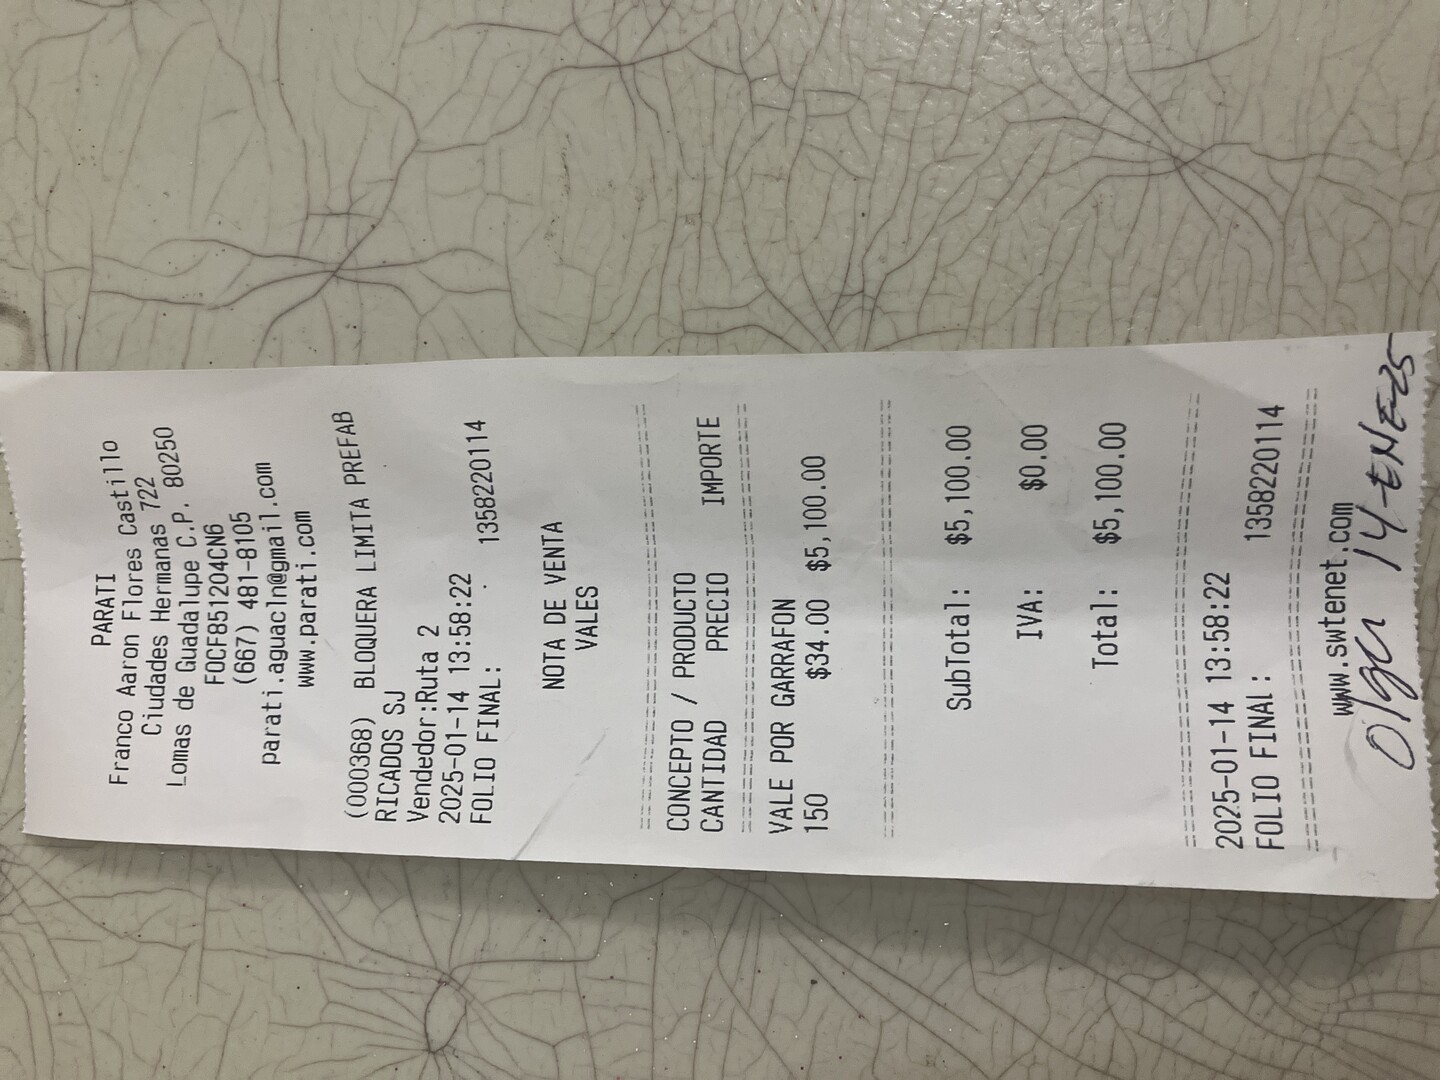 PARATI
Franco Aaron Flores Castillo
Ciudades Hermanas 722
Lomas de Guadalupe C.P. 80250
FOCF851204CN6
(667) 481-8105
parati.aguacln@gmail.com
www.parati.com
(000368) BLOQUERA LIMITA PREFAB
RICADOS SJ
Vendedor:Ruta 2
2025-01-14 13:58:22
FOLIO FINAL: 1358220114
NOTA DE VENTA
VALES
CONCEPTO / PRODUCTO
CANTIDAD PRECIO IMPORTE
VALE POR GARRAFON
150 $34.00 $5,100.00
SubTotal: $5,100.00
IVA: $0.00
Total: $5,100.00
2025-01-14 13:58:22
FOLIO FINAL: 1358220114
www.swtenet.com
Olga 14-ENE-25